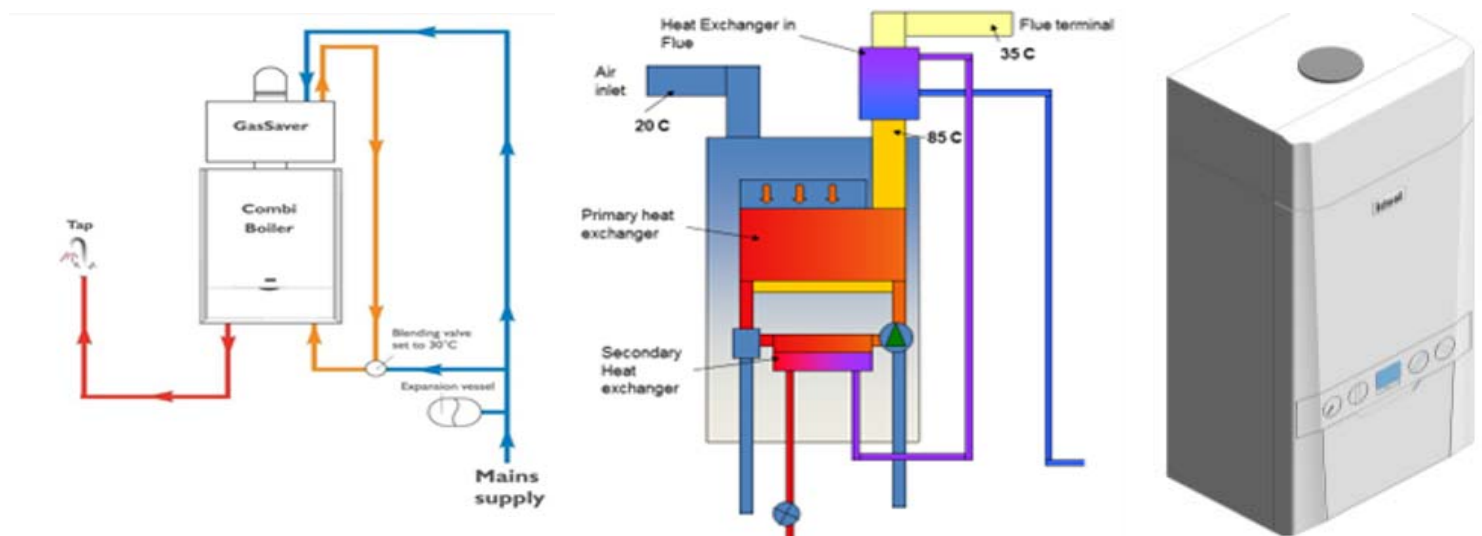 GasSaver
Combi
Boiler
Tap
Blending valve
set to 30°C
Expansion vessel
Mains
supply
Heat Exchanger in
Flue
Flue terminal
35 C
Air
inlet
20 C
85 C
Primary heat
exchanger
Secondary
Heat
exchanger